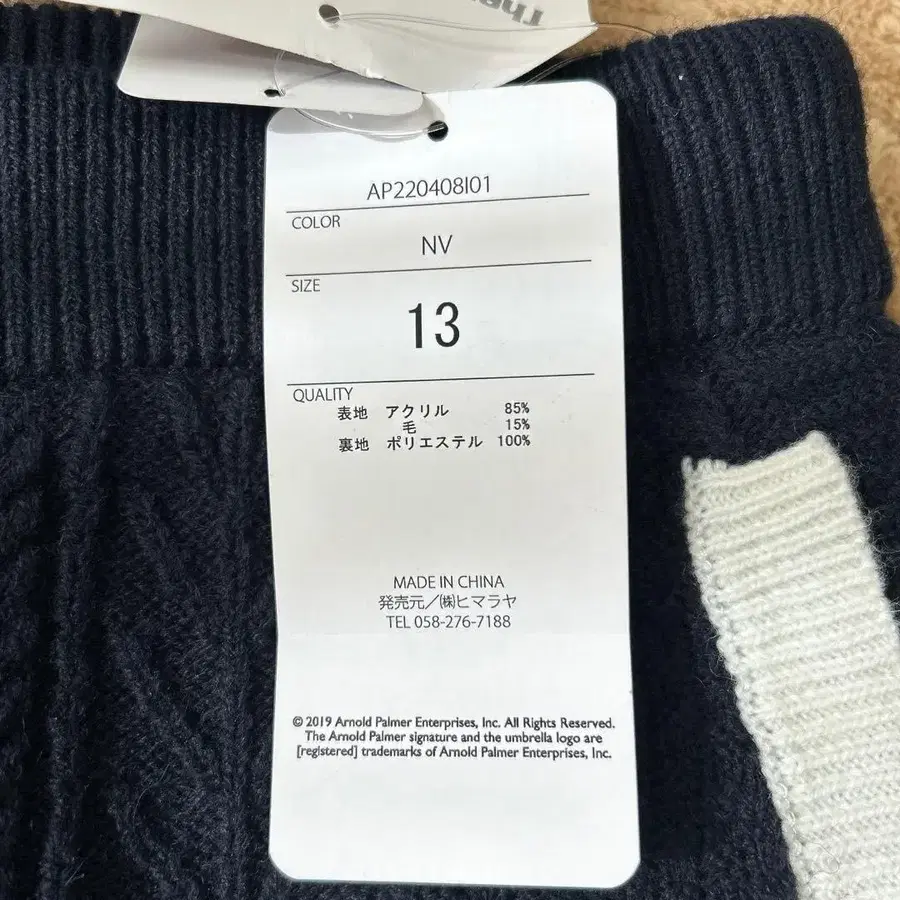 AP220408I01
COLOR
NV
SIZE
13
QUALITY
表地 アクリル 85%
毛 15%
裏地 ポリエステル 100%
MADE IN CHINA
発売元/㈱ヒマラヤ
TEL 058-276-7188
© 2019 Arnold Palmer Enterprises, Inc. All Rights Reserved.
The Arnold Palmer signature and the umbrella logo are
[registered] trademarks of Arnold Palmer Enterprises, Inc.